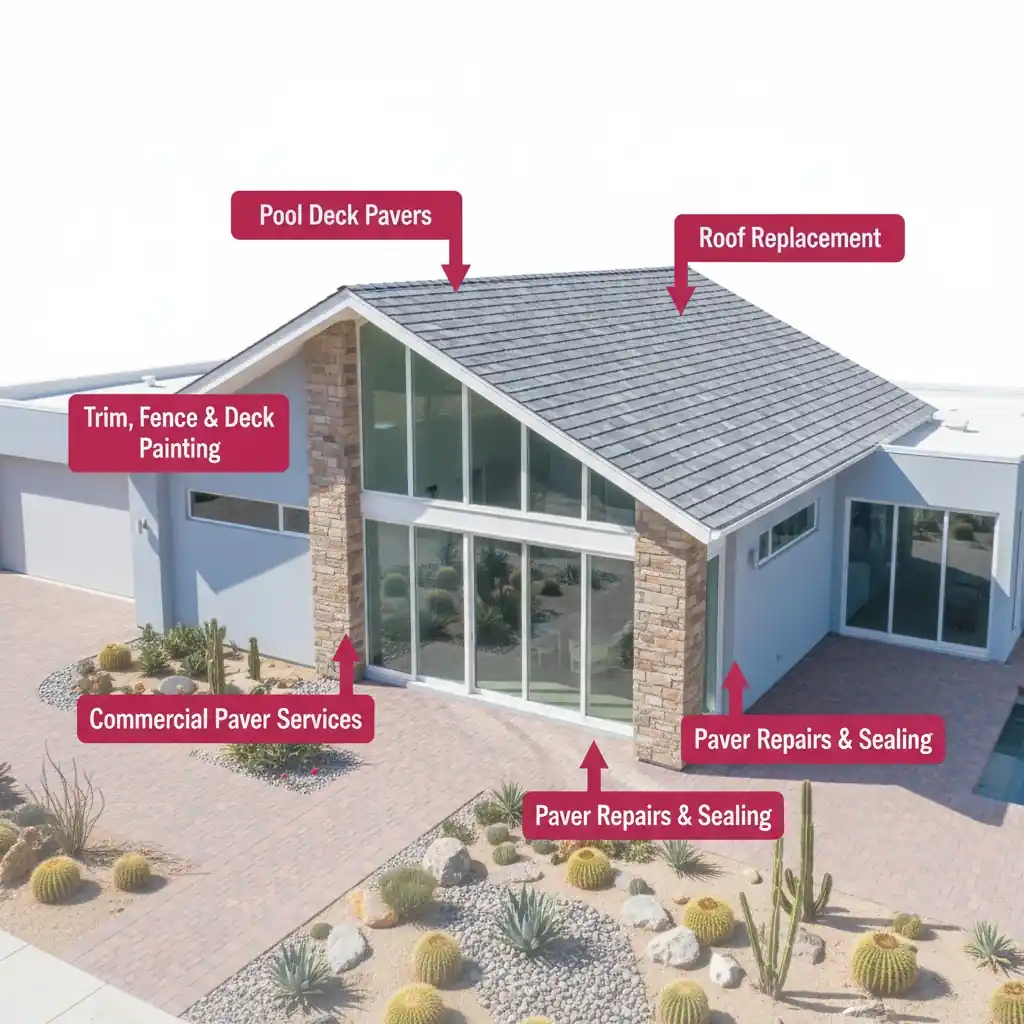 Pool Deck Pavers
Roof Replacement
Trim, Fence & Deck
Painting
Commercial Paver Services
Paver Repairs & Sealing
Paver Repairs & Sealing